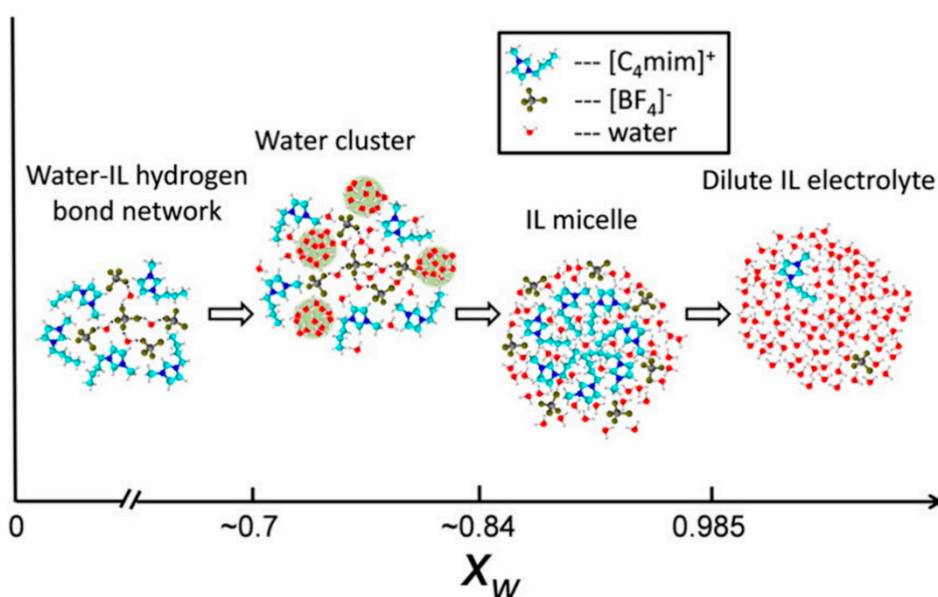 --- [C₄mim]⁺
--- [BF₄]⁻
--- water
Water cluster
Water-IL hydrogen
bond network
IL micelle
Dilute IL electrolyte
0
~0.7
~0.84
0.985
X_w